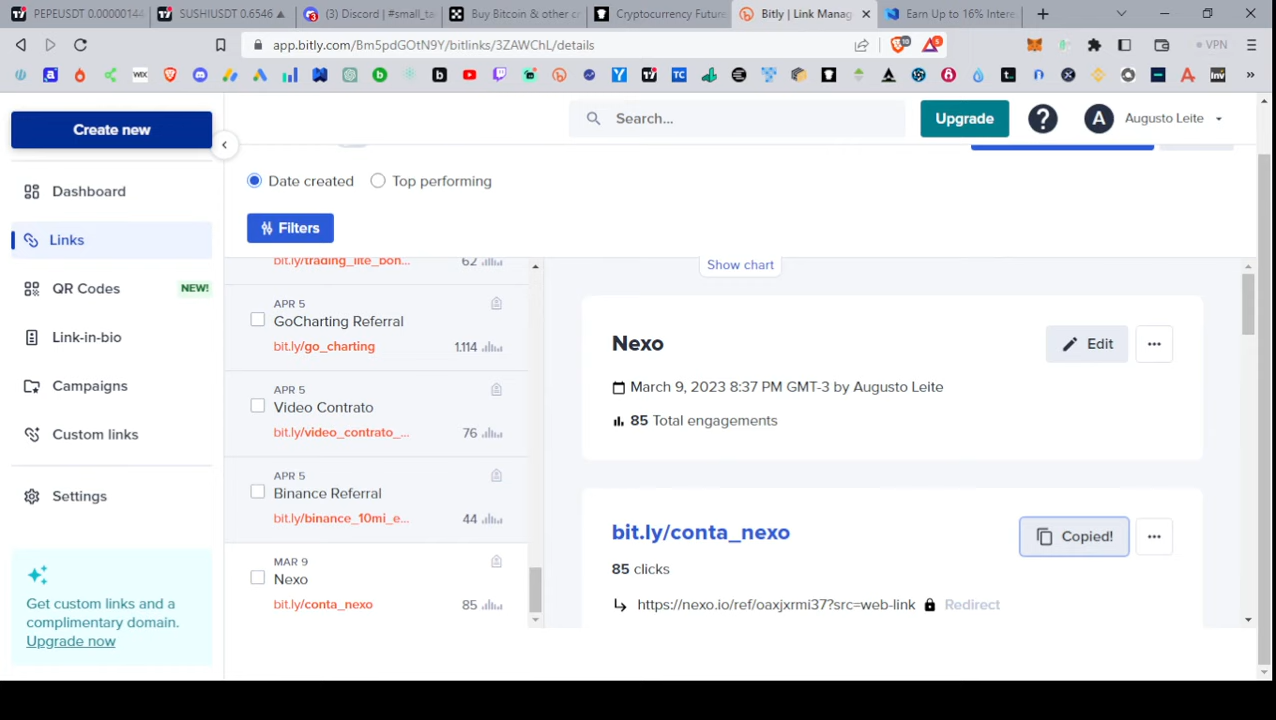 PEPEUSDT 0.00000144
SUSHIUSDT 0.6546 ▲
(3) Discord | #small_ta
Buy Bitcoin & other cr
Cryptocurrency Future
Bitly | Link Manag
Earn Up to 16% Intere
app.bitly.com/Bm5pdGOtN9Y/bitlinks/3ZAWChL/details
VPN
Create new
Search...
Upgrade
A
Augusto Leite
Dashboard
Links
QR Codes
NEW!
Link-in-bio
Campaigns
Custom links
Settings
Get custom links and a
complimentary domain.
Upgrade now
Date created
Top performing
Filters
bit.ly/trading_lite_bon...
62
APR 5
GoCharting Referral
bit.ly/go_charting
1,114
APR 5
Video Contrato
bit.ly/video_contrato_...
76
APR 5
Binance Referral
bit.ly/binance_10mi_e...
44
MAR 9
Nexo
bit.ly/conta_nexo
85
Show chart
Nexo
Edit
March 9, 2023 8:37 PM GMT-3 by Augusto Leite
85 Total engagements
bit.ly/conta_nexo
Copied!
85 clicks
https://nexo.io/ref/oaxjxrmi37?src=web-link
Redirect